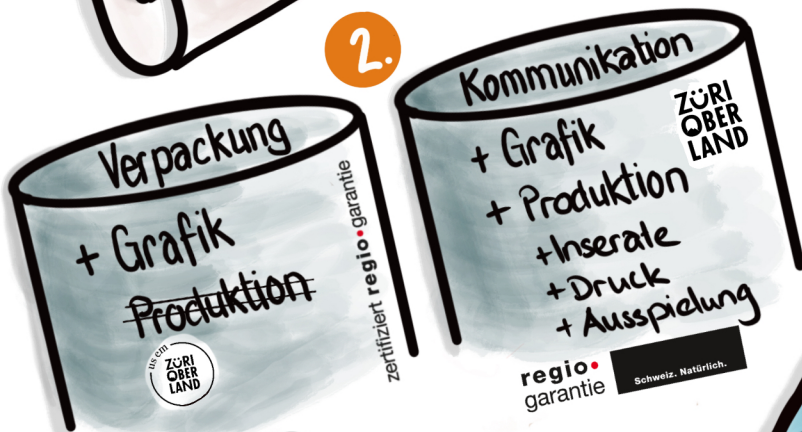 2.
Verpackung
+ Grafik
Produktion
us em
ZÜRI
OBER
LAND
zertifiziert regio•garantie
Kommunikation
ZÜRI
OBER
LAND
+ Grafik
+ Produktion
+Inserate
+Druck
+ Ausspielung
regio•
garantie
Schweiz. Natürlich.